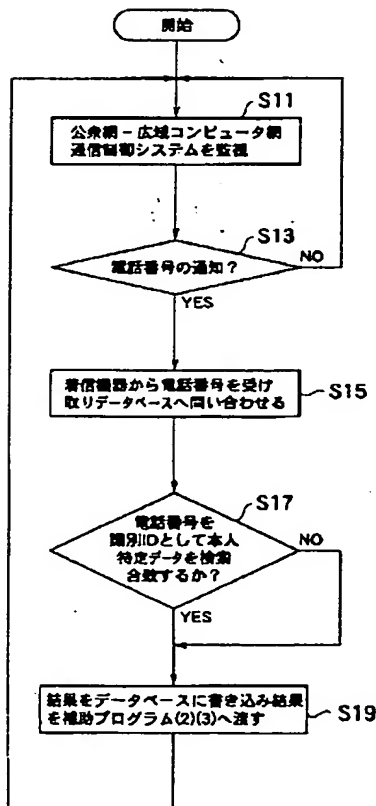 開始
S11
公衆網－広域コンピュータ網
通信制御システムを監視
S13
電話番号の通知？
NO
YES
着信機器から電話番号を受け
取りデータベースへ問い合わせる
S15
S17
電話番号を
識別IDとして本人
特定データを検索
合致するか？
NO
YES
結果をデータベースに書き込み結果
を補助プログラム(2)(3)へ渡す
S19